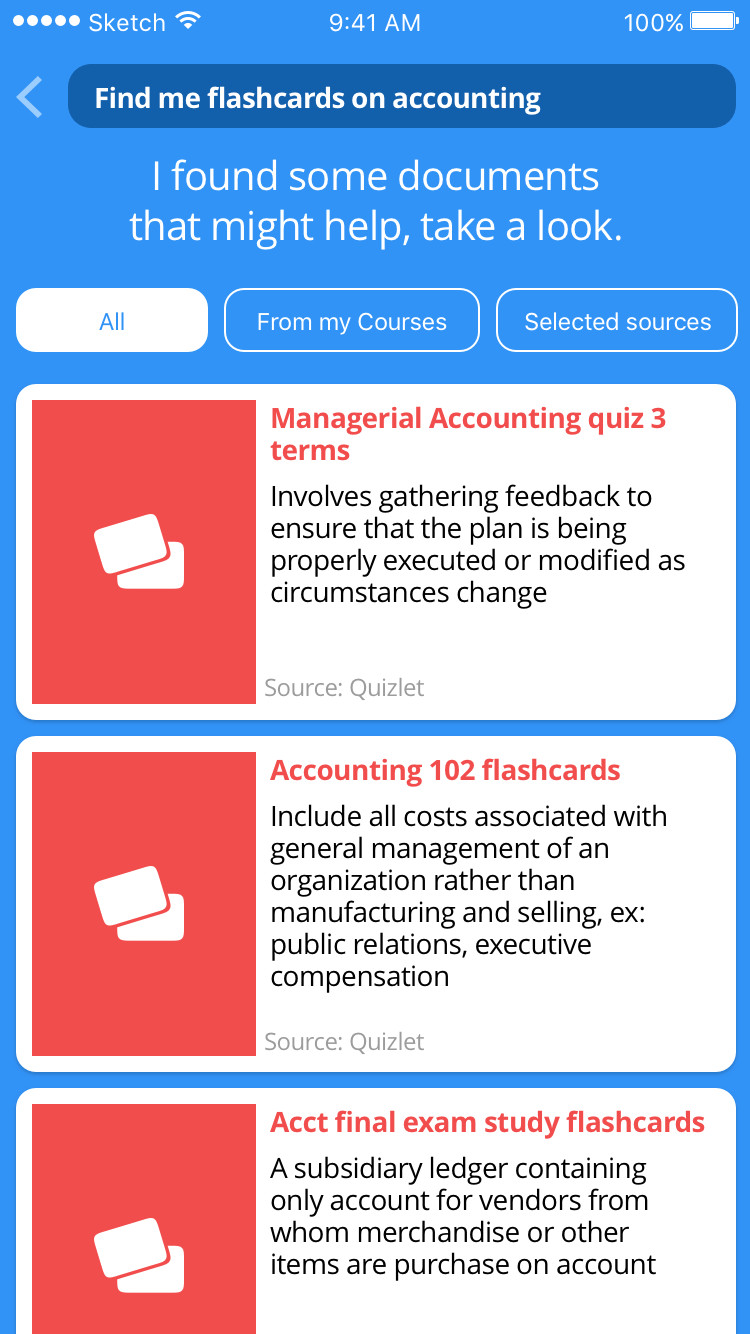 Sketch 9:41 AM 100%
Find me flashcards on accounting
I found some documents
that might help, take a look.
All From my Courses Selected sources
Managerial Accounting quiz 3
terms
Involves gathering feedback to
ensure that the plan is being
properly executed or modified as
circumstances change
Source: Quizlet
Accounting 102 flashcards
Include all costs associated with
general management of an
organization rather than
manufacturing and selling, ex:
public relations, executive
compensation
Source: Quizlet
Acct final exam study flashcards
A subsidiary ledger containing
only account for vendors from
whom merchandise or other
items are purchase on account